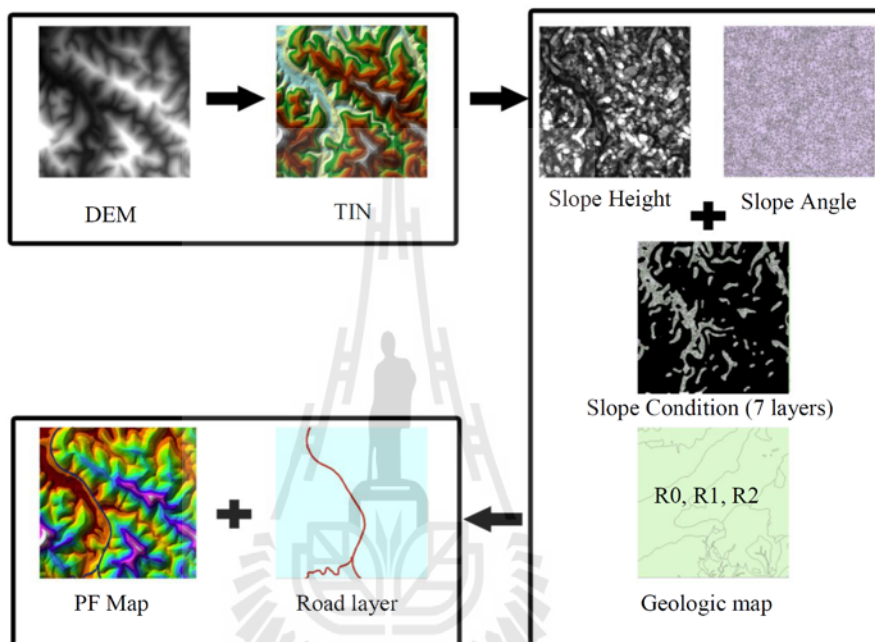 DEM
TIN
Slope Height
Slope Angle
Slope Condition (7 layers)
R0, R1, R2
Geologic map
PF Map
Road layer